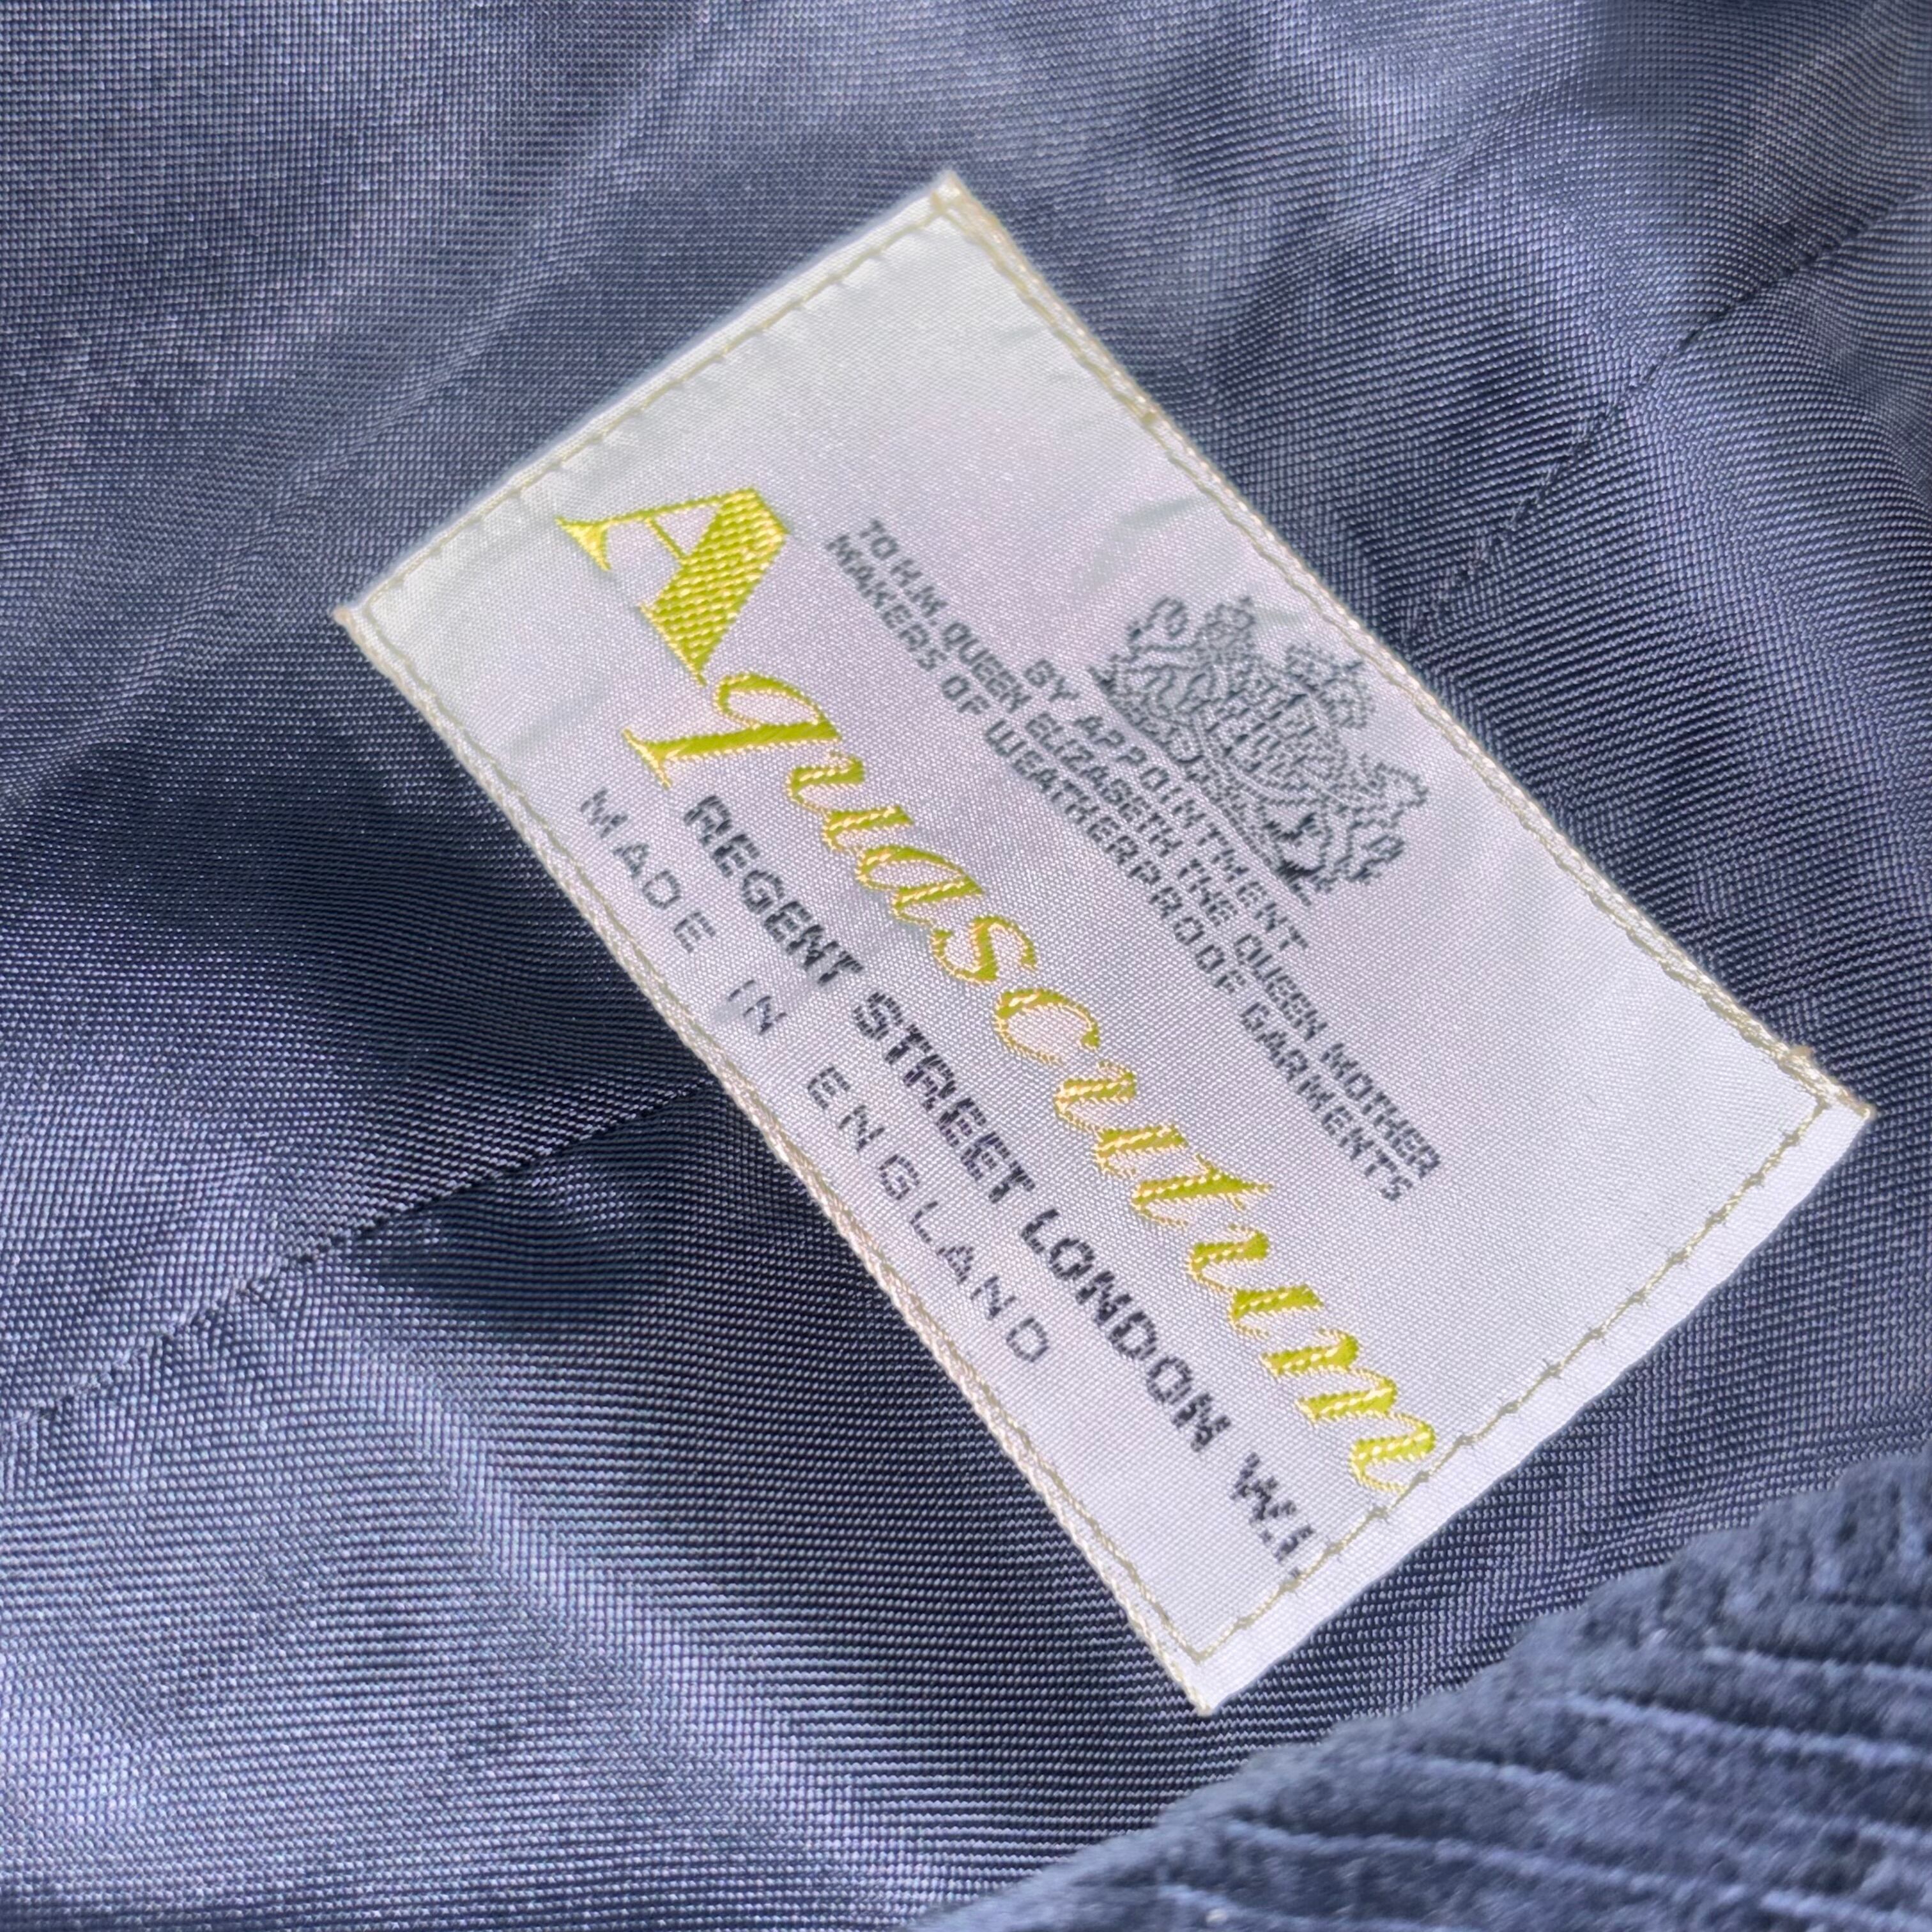 BY APPOINTMENT
TO H.M. QUEEN ELIZABETH THE QUEEN MOTHER
MAKERS OF WEATHERPROOF GARMENTS
Aquascutum
REGENT STREET LONDON W.1.
MADE IN ENGLAND